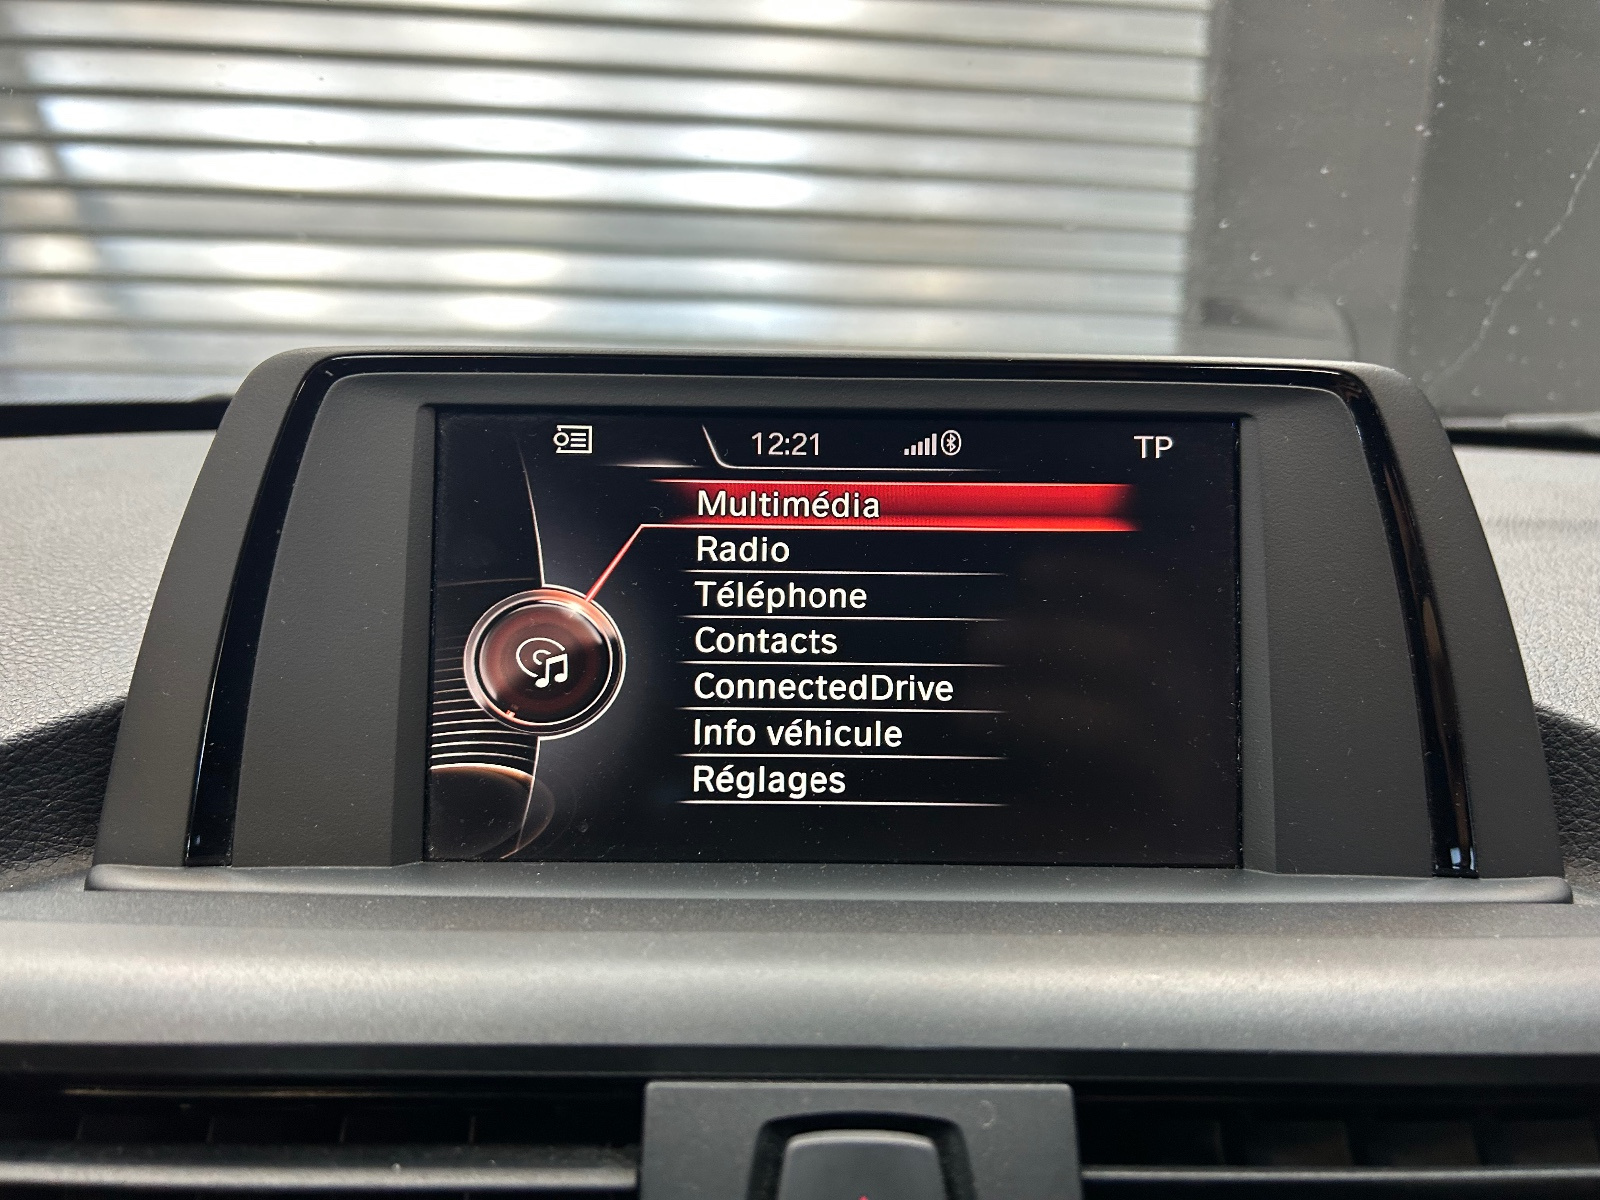 12:21 TP
Multimédia
Radio
Téléphone
Contacts
ConnectedDrive
Info véhicule
Réglages